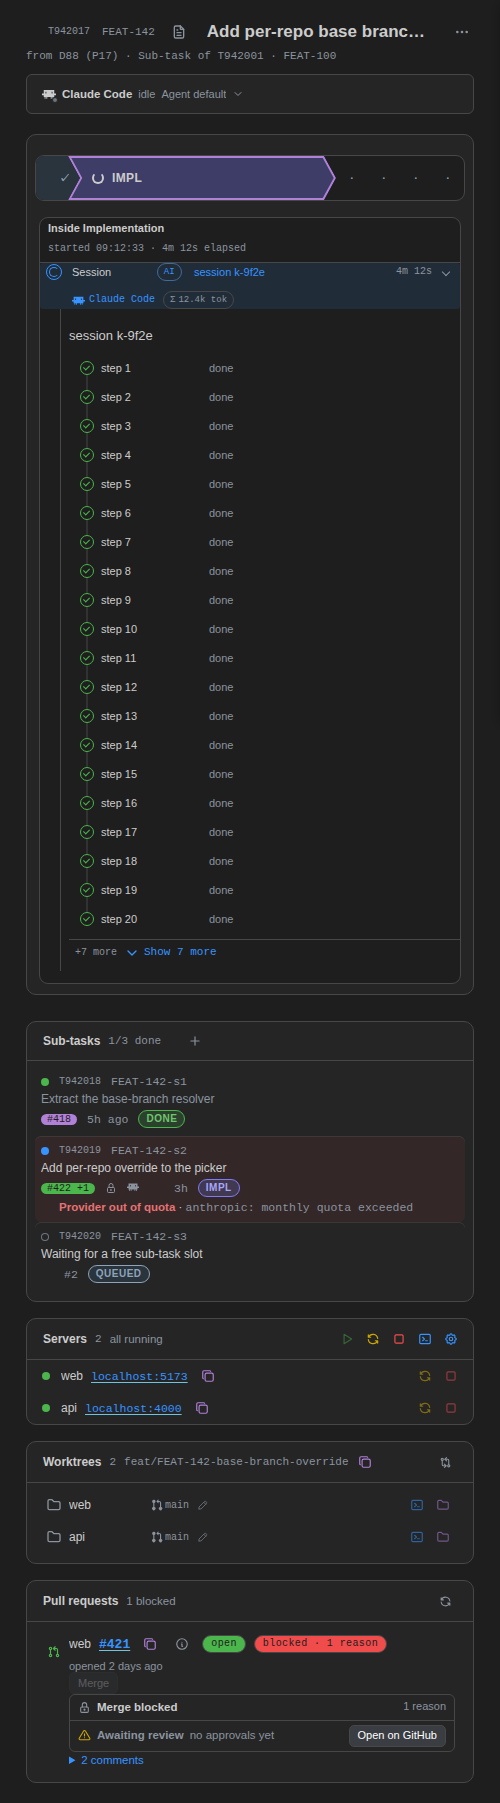 T942017 FEAT-142 Add per-repo base branc…
from D88 (P17) · Sub-task of T942001 · FEAT-100
Claude Code idle Agent default
✓ IMPL · · · ·
Inside Implementation
started 09:12:33 · 4m 12s elapsed
Session AI session k-9f2e 4m 12s
Claude Code Σ 12.4k tok
session k-9f2e
step 1 done
step 2 done
step 3 done
step 4 done
step 5 done
step 6 done
step 7 done
step 8 done
step 9 done
step 10 done
step 11 done
step 12 done
step 13 done
step 14 done
step 15 done
step 16 done
step 17 done
step 18 done
step 19 done
step 20 done
+7 more Show 7 more
Sub-tasks 1/3 done
T942018 FEAT-142-s1
Extract the base-branch resolver
#418 5h ago DONE
T942019 FEAT-142-s2
Add per-repo override to the picker
#422 +1 3h IMPL
Provider out of quota · anthropic: monthly quota exceeded
T942020 FEAT-142-s3
Waiting for a free sub-task slot
#2 QUEUED
Servers 2 all running
web localhost:5173
api localhost:4000
Worktrees 2 feat/FEAT-142-base-branch-override
web main
api main
Pull requests 1 blocked
web #421 open blocked · 1 reason
opened 2 days ago
Merge
Merge blocked 1 reason
Awaiting review no approvals yet Open on GitHub
2 comments